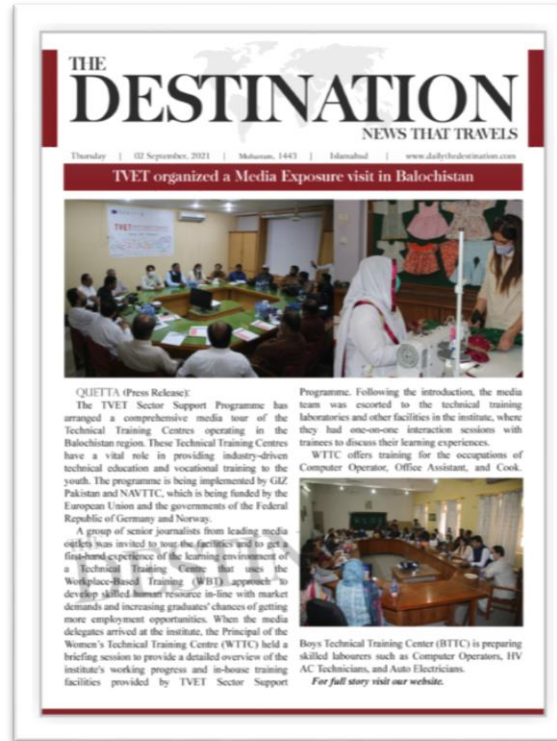 THE
DESTINATION
NEWS THAT TRAVELS
Thursday | 02 September, 2021 | Muharram, 1443 | Islamabad | www.dailythedestination.com
TVET organized a Media Exposure visit in Balochistan
TVET
QUETTA (Press Release):
The TVET Sector Support Programme has
arranged a comprehensive media tour of the
Technical Training Centres operating in the
Balochistan region. These Technical Training Centres
have a vital role in providing industry-driven
technical education and vocational training to the
youth. The programme is being implemented by GIZ
Pakistan and NAVTTC, which is being funded by the
European Union and the governments of the Federal
Republic of Germany and Norway.
A group of senior journalists from leading media
outlets was invited to tour the facilities and to get a
first-hand experience of the learning environment of
a Technical Training Centre that uses the
Workplace-Based Training (WBT) approach to
develop skilled human resource in-line with market
demands and increasing graduates' chances of getting
more employment opportunities. When the media
delegates arrived at the institute, the Principal of the
Women's Technical Training Centre (WTTC) held a
briefing session to provide a detailed overview of the
institute's working progress and in-house training
facilities provided by TVET Sector Support
Programme. Following the introduction, the media
team was escorted to the technical training
laboratories and other facilities in the institute, where
they had one-on-one interaction sessions with
trainees to discuss their learning experiences.
WTTC offers training for the occupations of
Computer Operator, Office Assistant, and Cook.
Boys Technical Training Center (BTTC) is preparing
skilled labourers such as Computer Operators, HV
AC Technicians, and Auto Electricians.
For full story visit our website.